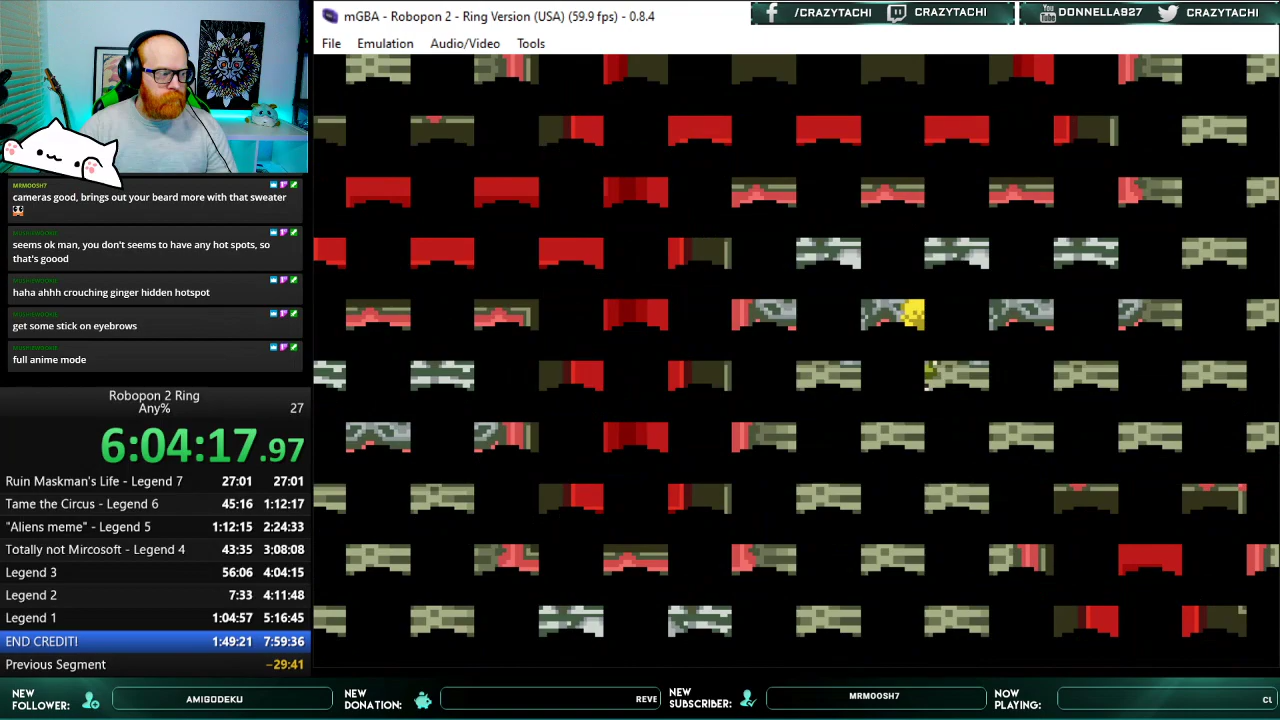 mGBA - Robopon 2 - Ring Version (USA) (59.9 fps) - 0.8.4
/CRAZYTACHI
CRAZYTACHI
You Tube
DONNELLA927
CRAZYTACHI
File Emulation Audio/Video Tools
MRMOOSH7
cameras good, brings out your beard more with that sweater
seems ok man, you don't seems to have any hot spots, so
that's goood
haha ahhh crouching ginger hidden hotspot
get some stick on eyebrows
full anime mode
Robopon 2 Ring
Any% 27
6:04:17.97
Ruin Maskman's Life - Legend 7 27:01 27:01
Tame the Circus - Legend 6 45:16 1:12:17
"Aliens meme" - Legend 5 1:12:15 2:24:33
Totally not Mircosoft - Legend 4 43:35 3:08:08
Legend 3 56:06 4:04:15
Legend 2 7:33 4:11:48
Legend 1 1:04:57 5:16:45
END CREDIT! 1:49:21 7:59:36
Previous Segment −29:41
NEW FOLLOWER: AMIGODEKU
NEW DONATION: REVE
NEW SUBSCRIBER: MRMOOSH7
NOW PLAYING: CL